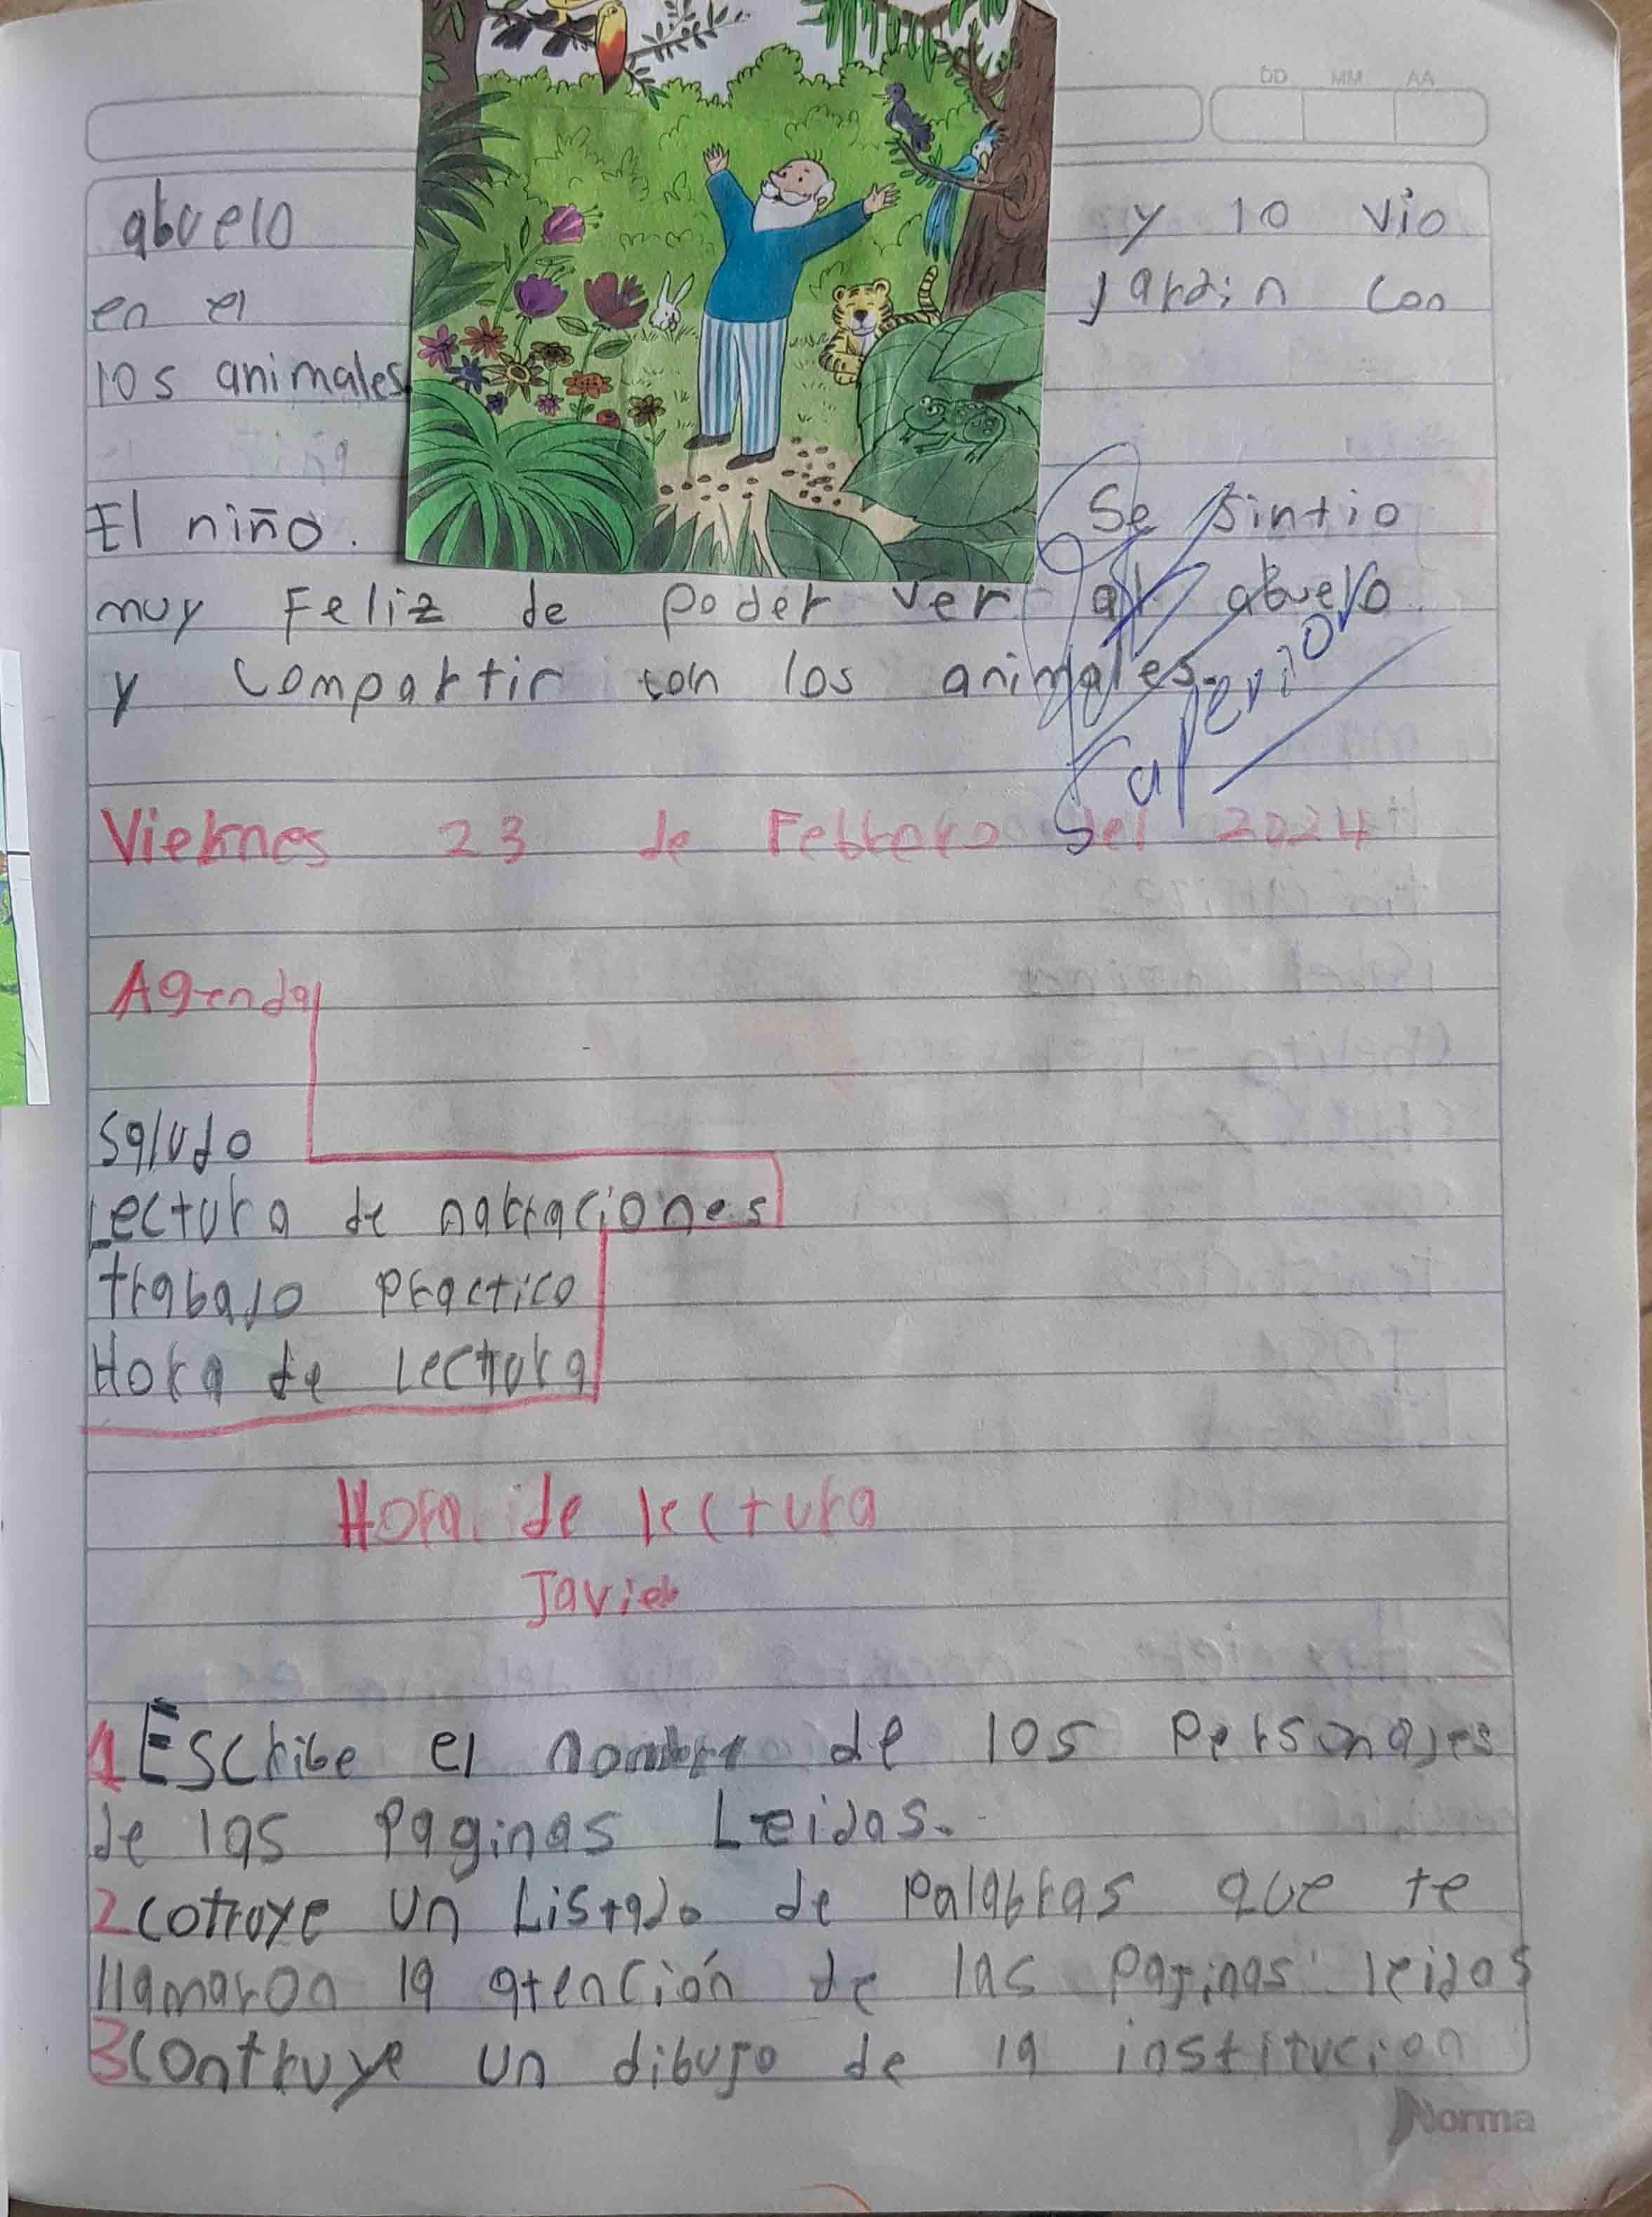 DD MM AA
abuelo y lo vio
en el jardin con
los animales
El niño. Se sintio
muy Feliz de poder ver al abuelo
y compartir con los animales.
Superior
Viernes 23 de Febrero del 2024
Agenda
Saludo
Lectura de narraciones
trabajo practico
Hora de Lectura
Hora de lectura
Javier
1 Escribe el nombre de los Personajes
de las Paginas Leidas.
2 cotruye un Listado de Palabras que te
llamaron la atención de las Paginas leidas
3 contruye un dibujo de la institucion
Norma